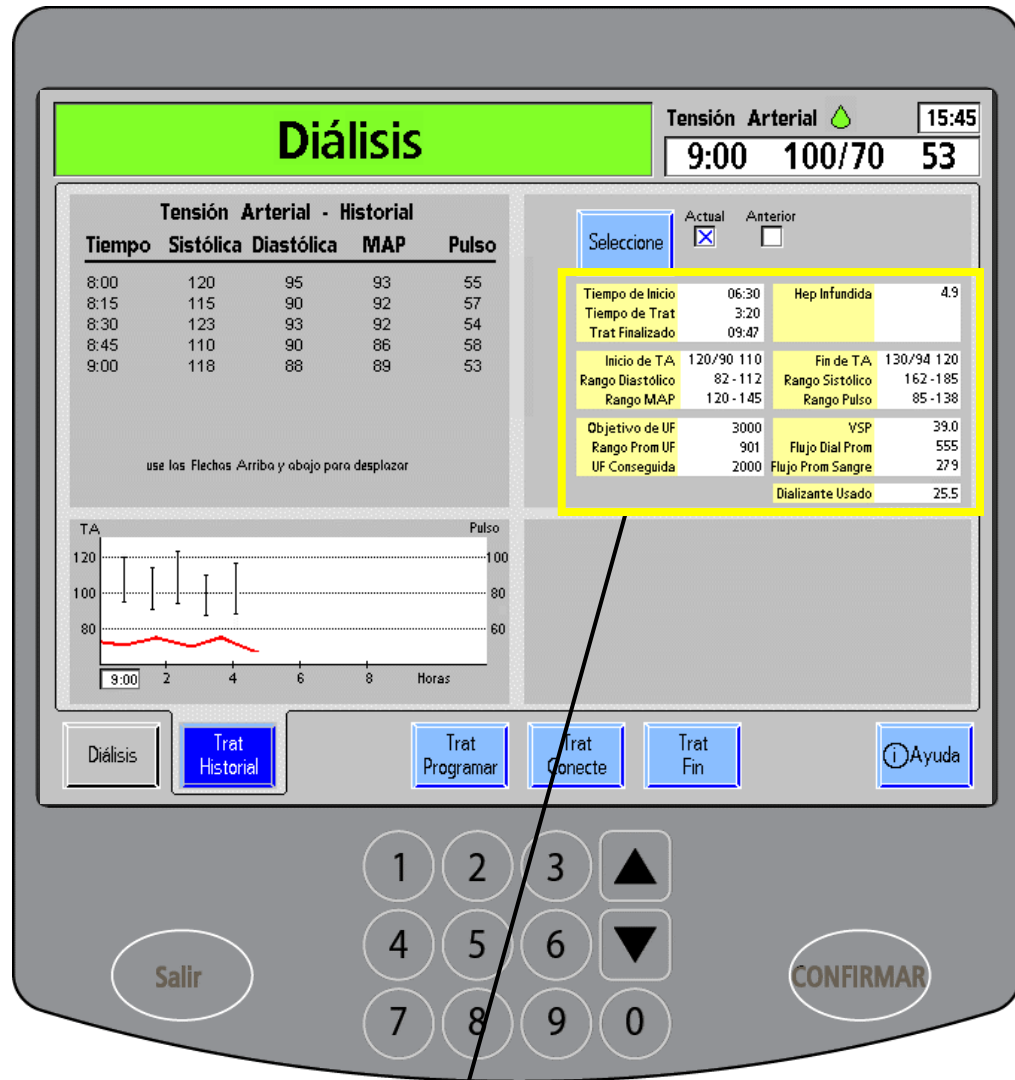 Diálisis
Tensión Arterial
15:45
9:00 100/70 53
Tensión Arterial - Historial
Tiempo Sistólica Diastólica MAP Pulso
8:00 120 95 93 55
8:15 115 90 92 57
8:30 123 93 92 54
8:45 110 90 86 58
9:00 118 88 89 53
use las Flechas Arriba y abajo para desplazar
Seleccione
Actual Anterior
Tiempo de Inicio 06:30 Hep Infundida 4.9
Tiempo de Trat 3:20
Trat Finalizado 09:47
Inicio de TA 120/90 110 Fin de TA 130/94 120
Rango Diastólico 82-112 Rango Sistólico 162-185
Rango MAP 120-145 Rango Pulso 85-138
Objetivo de UF 3000 VSP 39.0
Rango Prom UF 901 Flujo Dial Prom 555
UF Conseguida 2000 Flujo Prom Sangre 279
Dializante Usado 25.5
TA Pulso
120 100
100 80
80 60
9:00 2 4 6 8 Horas
Diálisis
Trat
Historial
Trat
Programar
Trat
Conecte
Trat
Fin
i Ayuda
1 2 3
4 5 6
Salir
CONFIRMAR
7 8 9 0